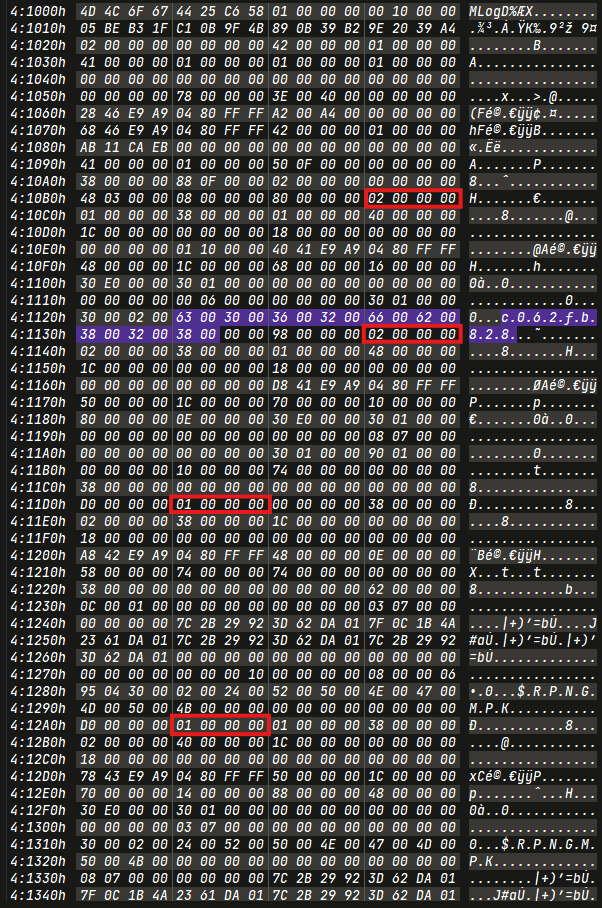 4:1000h 4D 4C 6F 67 44 25 C6 58 01 00 00 00 00 10 00 00 MLogD%ÆX........
4:1010h 05 BE B3 1F C1 0B 9F 4B 89 0B 39 B2 9E 20 39 A4 .¾³.Á.ŸK‰.9²ž 9¤
4:1020h 02 00 00 00 00 00 00 00 42 00 00 00 01 00 00 00 ........B.......
4:1030h 41 00 00 00 01 00 00 00 00 00 00 00 00 00 00 00 A...............
4:1040h 00 00 00 00 00 00 00 00 00 00 00 00 00 00 00 00 ................
4:1050h 00 00 00 00 78 00 00 00 3E 00 40 00 00 00 00 00 ....x...>.@.....
4:1060h 28 46 E9 A9 04 80 FF FF A2 00 A4 00 00 00 00 00 (Fé©.€ÿÿ¢.¤.....
4:1070h 68 46 E9 A9 04 80 FF FF 42 00 00 00 01 00 00 00 hFé©.€ÿÿB.......
4:1080h AB 11 CA EB 00 00 00 00 00 00 00 00 00 00 00 00 «.Êë............
4:1090h 41 00 00 00 01 00 00 00 50 0F 00 00 00 00 00 00 A.......P.......
4:10A0h 38 00 00 00 88 0F 00 00 02 00 00 00 00 00 00 00 8...ˆ...........
4:10B0h 48 03 00 00 08 00 00 00 80 00 00 00 02 00 00 00 H.......€.......
4:10C0h 01 00 00 00 38 00 00 00 01 00 00 00 40 00 00 00 ....8.......@...
4:10D0h 1C 00 00 00 00 00 00 00 18 00 00 00 00 00 00 00 ................
4:10E0h 00 00 00 00 01 10 00 00 40 41 E9 A9 04 80 FF FF ........@Aé©.€ÿÿ
4:10F0h 48 00 00 00 1C 00 00 00 68 00 00 00 16 00 00 00 H.......h.......
4:1100h 30 E0 00 00 30 01 00 00 00 00 00 00 00 00 00 00 0à..0...........
4:1110h 00 00 00 00 00 06 00 00 00 00 00 00 30 01 00 00 ............0...
4:1120h 30 00 02 00 63 00 30 00 36 00 32 00 66 00 62 00 0...c.0.6.2.f.b.
4:1130h 38 00 32 00 38 00 00 00 98 00 00 00 02 00 00 00 8.2.8...˜.......
4:1140h 02 00 00 00 38 00 00 00 01 00 00 00 48 00 00 00 ....8.......H...
4:1150h 1C 00 00 00 00 00 00 00 18 00 00 00 00 00 00 00 ................
4:1160h 00 00 00 00 00 00 00 00 D8 41 E9 A9 04 80 FF FF ........ØAé©.€ÿÿ
4:1170h 50 00 00 00 1C 00 00 00 70 00 00 00 10 00 00 00 P.......p.......
4:1180h 80 00 00 00 0E 00 00 00 30 E0 00 00 30 01 00 00 €.......0à..0...
4:1190h 00 00 00 00 00 00 00 00 00 00 00 00 08 07 00 00 ................
4:11A0h 00 00 00 00 00 00 00 00 30 01 00 00 90 01 00 00 ........0.......
4:11B0h 00 00 00 00 10 00 00 00 74 00 00 00 00 00 00 00 ........t.......
4:11C0h 38 00 00 00 00 00 00 00 00 00 00 00 00 00 00 00 8...............
4:11D0h D0 00 00 00 01 00 00 00 00 00 00 00 38 00 00 00 Ð...........8...
4:11E0h 02 00 00 00 38 00 00 00 1C 00 00 00 00 00 00 00 ....8...........
4:11F0h 18 00 00 00 00 00 00 00 00 00 00 00 00 00 00 00 ................
4:1200h A8 42 E9 A9 04 80 FF FF 48 00 00 00 0E 00 00 00 ¨Bé©.€ÿÿH.......
4:1210h 58 00 00 00 74 00 00 00 74 00 00 00 00 00 00 00 X...t...t.......
4:1220h 38 00 00 00 00 00 00 00 00 00 00 00 62 00 00 00 8...........b...
4:1230h 0C 00 01 00 00 00 00 00 00 00 00 00 03 07 00 00 ................
4:1240h 00 00 00 00 7C 2B 29 92 3D 62 DA 01 7F 0C 1B 4A ....|+)’=bÚ....J
4:1250h 23 61 DA 01 7C 2B 29 92 3D 62 DA 01 7C 2B 29 92 #aÚ.|+)’=bÚ.|+)’
4:1260h 3D 62 DA 01 00 00 00 00 00 00 00 00 00 00 00 00 =bÚ.............
4:1270h 00 00 00 00 00 00 00 10 00 00 00 00 08 00 00 06 ................
4:1280h 95 04 30 00 02 00 24 00 52 00 50 00 4E 00 47 00 •.0...$.R.P.N.G.
4:1290h 4D 00 50 00 4B 00 00 00 00 00 00 00 00 00 00 00 M.P.K...........
4:12A0h D0 00 00 00 01 00 00 00 01 00 00 00 38 00 00 00 Ð...........8...
4:12B0h 02 00 00 00 40 00 00 00 1C 00 00 00 00 00 00 00 ....@...........
4:12C0h 18 00 00 00 00 00 00 00 00 00 00 00 00 00 00 00 ................
4:12D0h 78 43 E9 A9 04 80 FF FF 50 00 00 00 1C 00 00 00 xCé©.€ÿÿP.......
4:12E0h 70 00 00 00 14 00 00 00 88 00 00 00 48 00 00 00 p.......ˆ...H...
4:12F0h 30 E0 00 00 30 01 00 00 00 00 00 00 00 00 00 00 0à..0...........
4:1300h 00 00 00 00 03 07 00 00 00 00 00 00 00 00 00 00 ................
4:1310h 30 00 02 00 24 00 52 00 50 00 4E 00 47 00 4D 00 0...$.R.P.N.G.M.
4:1320h 50 00 4B 00 00 00 00 00 00 00 00 00 00 00 00 00 P.K.............
4:1330h 08 07 00 00 00 00 00 00 7C 2B 29 92 3D 62 DA 01 ........|+)’=bÚ.
4:1340h 7F 0C 1B 4A 23 61 DA 01 7C 2B 29 92 3D 62 DA 01 ...J#aÚ.|+)’=bÚ.